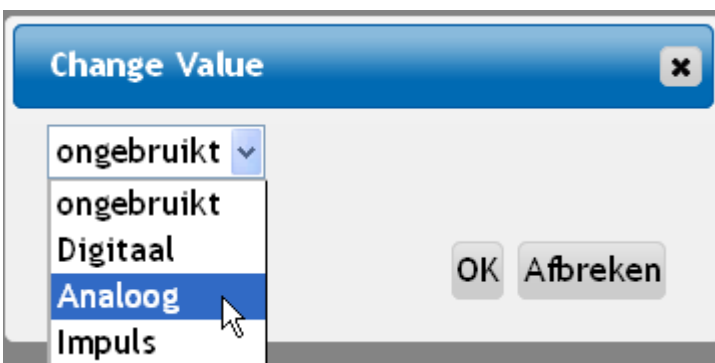 Change Value
ongebruikt
ongebruikt
Digitaal
Analoog
OK Afbreken
Impuls